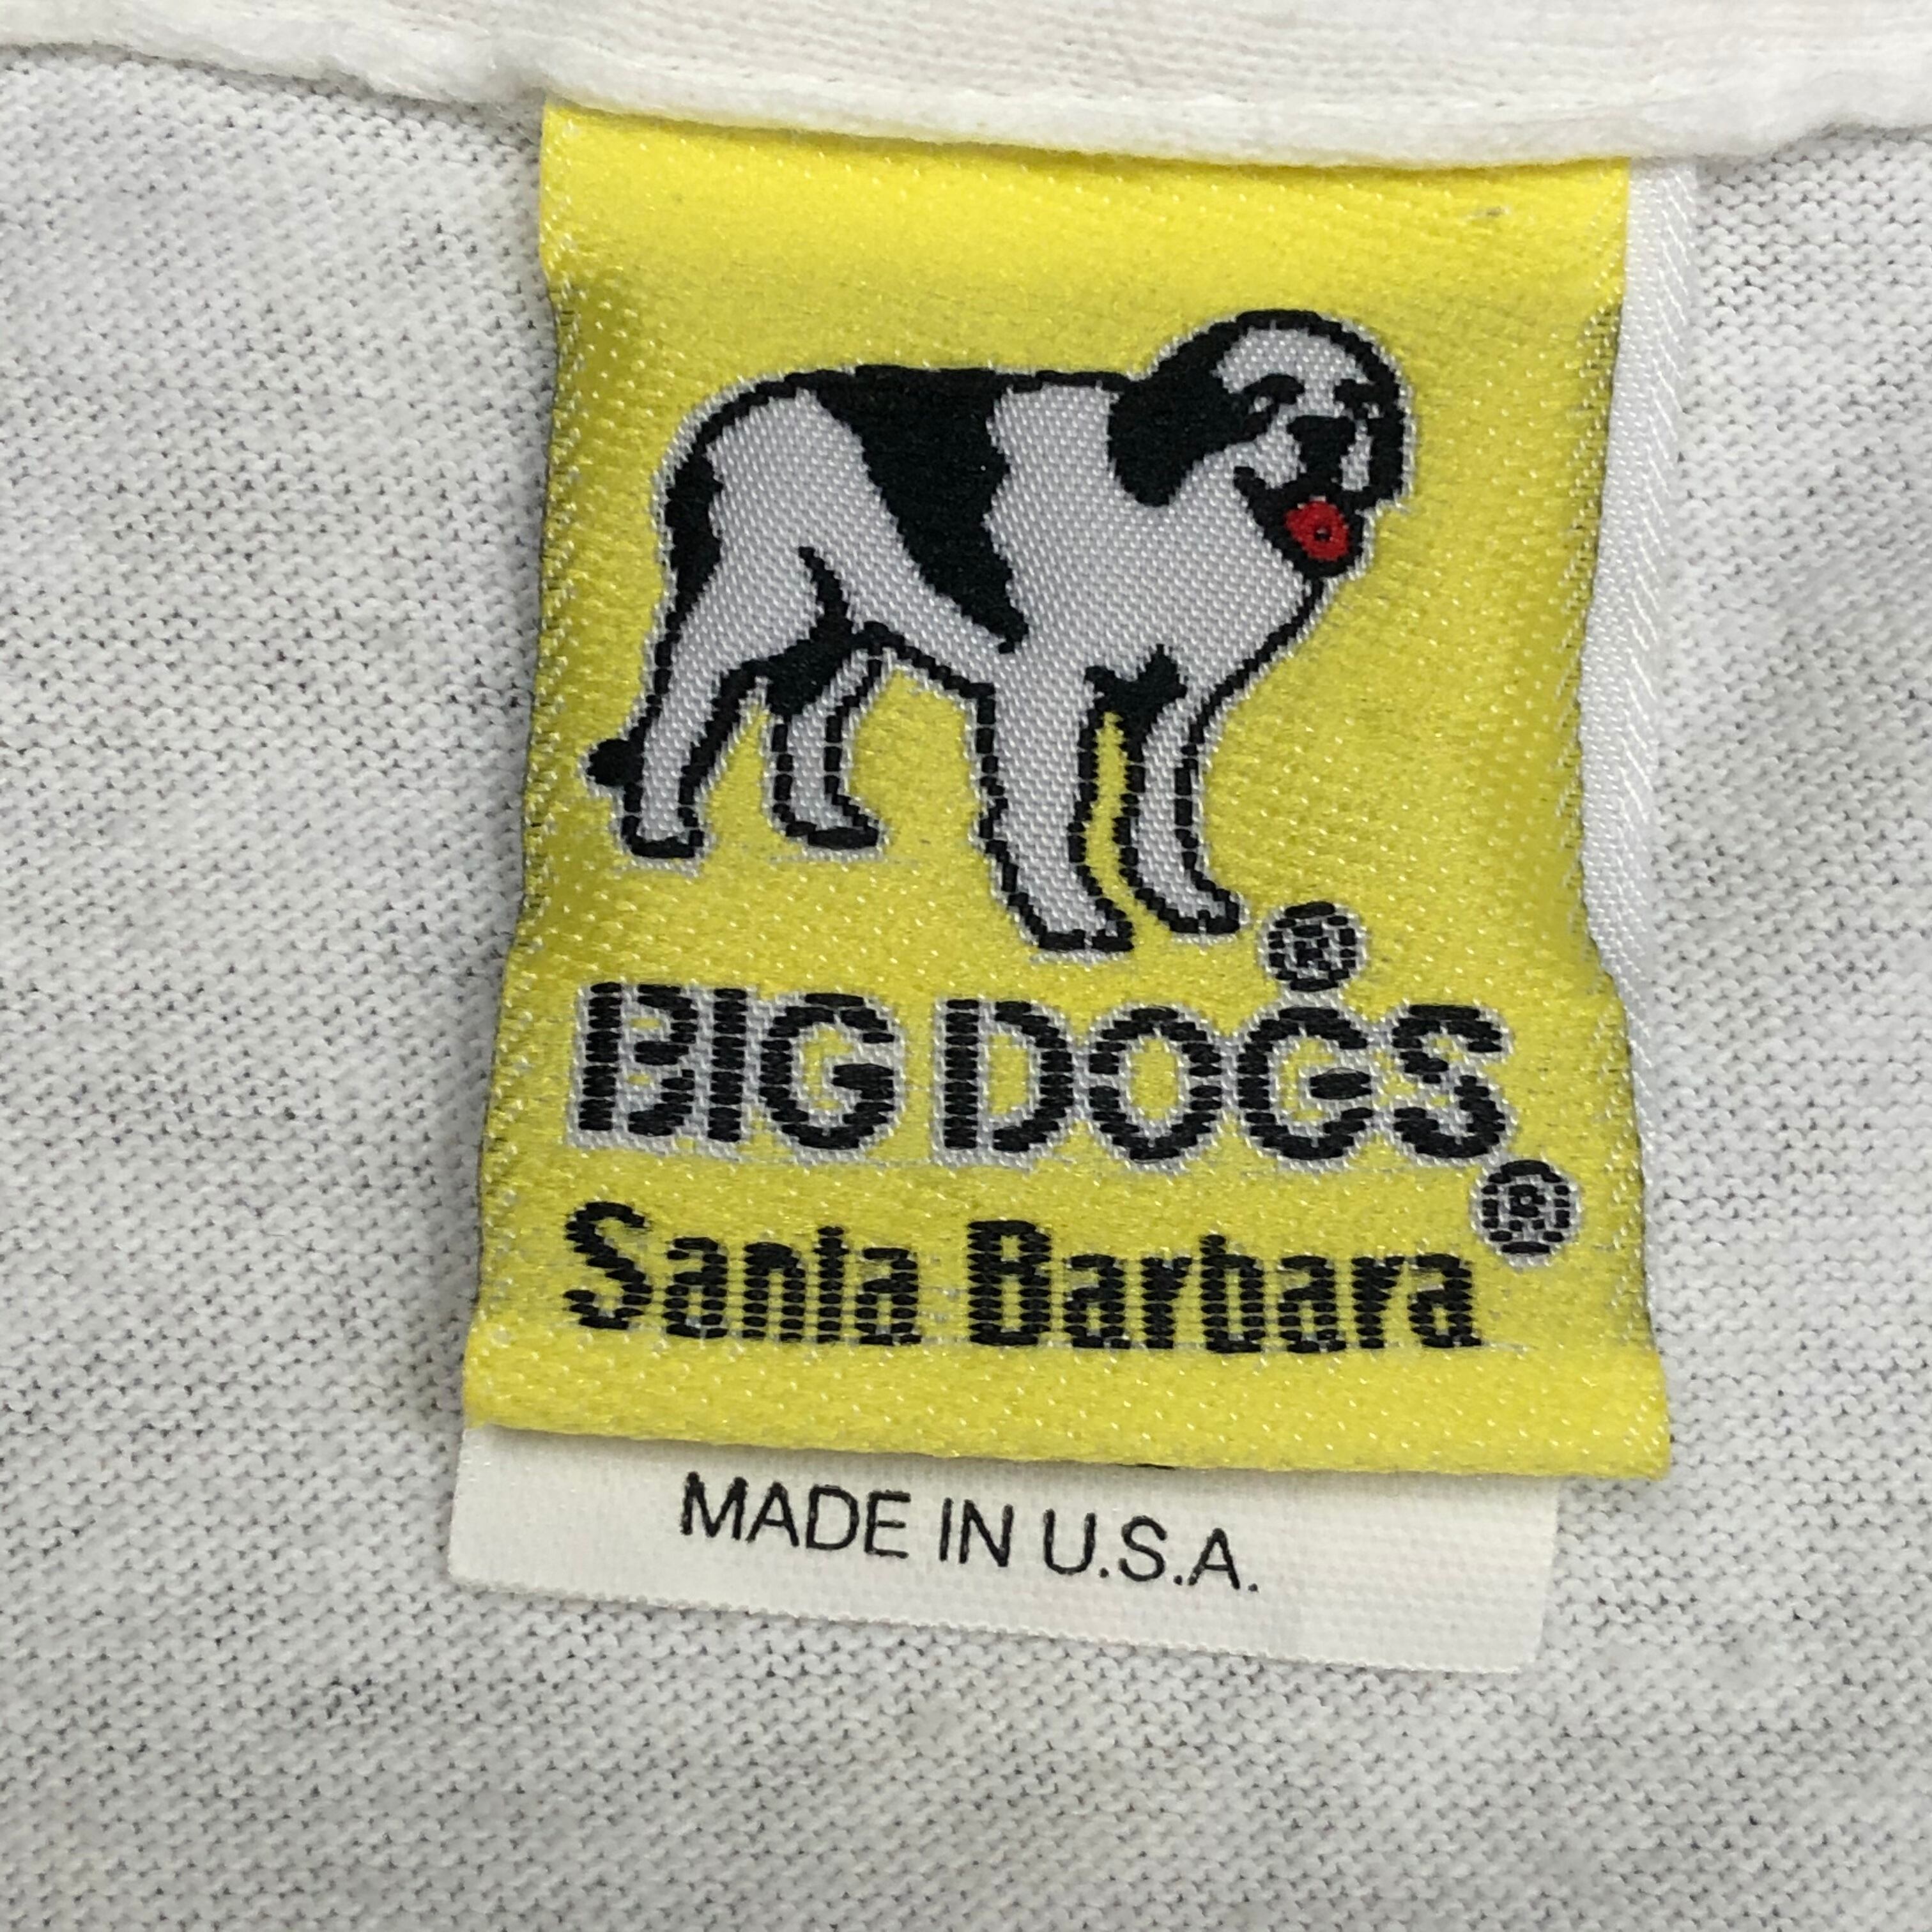 ®
BIG DOGS
®
Santa Barbara
MADE IN U.S.A.